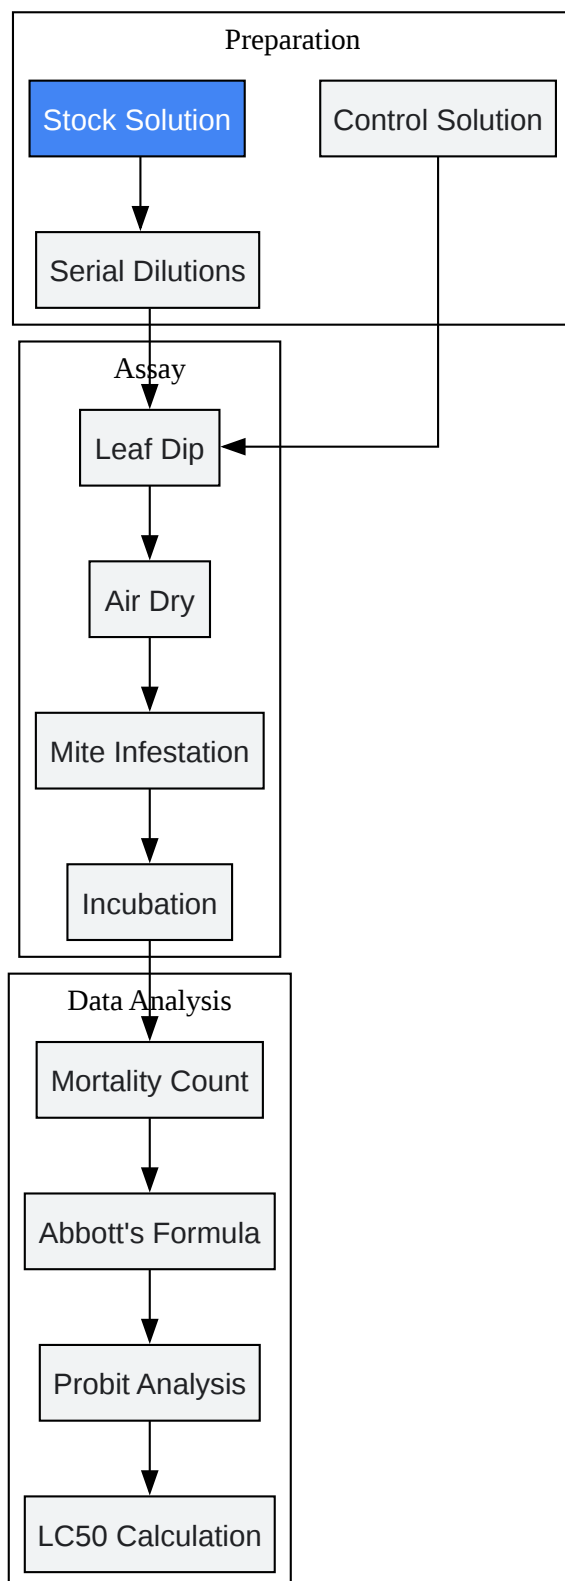 Preparation
Stock Solution
Control Solution
Serial Dilutions
Assay
Leaf Dip
Air Dry
Mite Infestation
Incubation
Data Analysis
Mortality Count
Abbott's Formula
Probit Analysis
LC50 Calculation